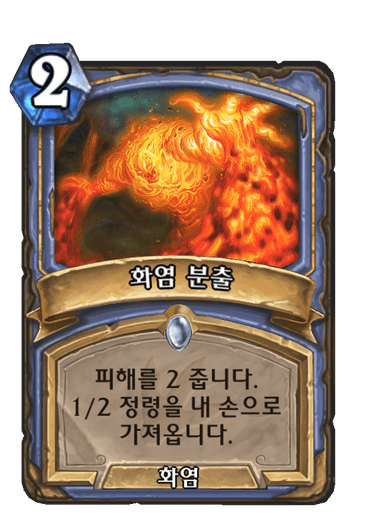 2
화염 분출
피해를 2 줍니다.
1/2 정령을 내 손으로
가져옵니다.
화염